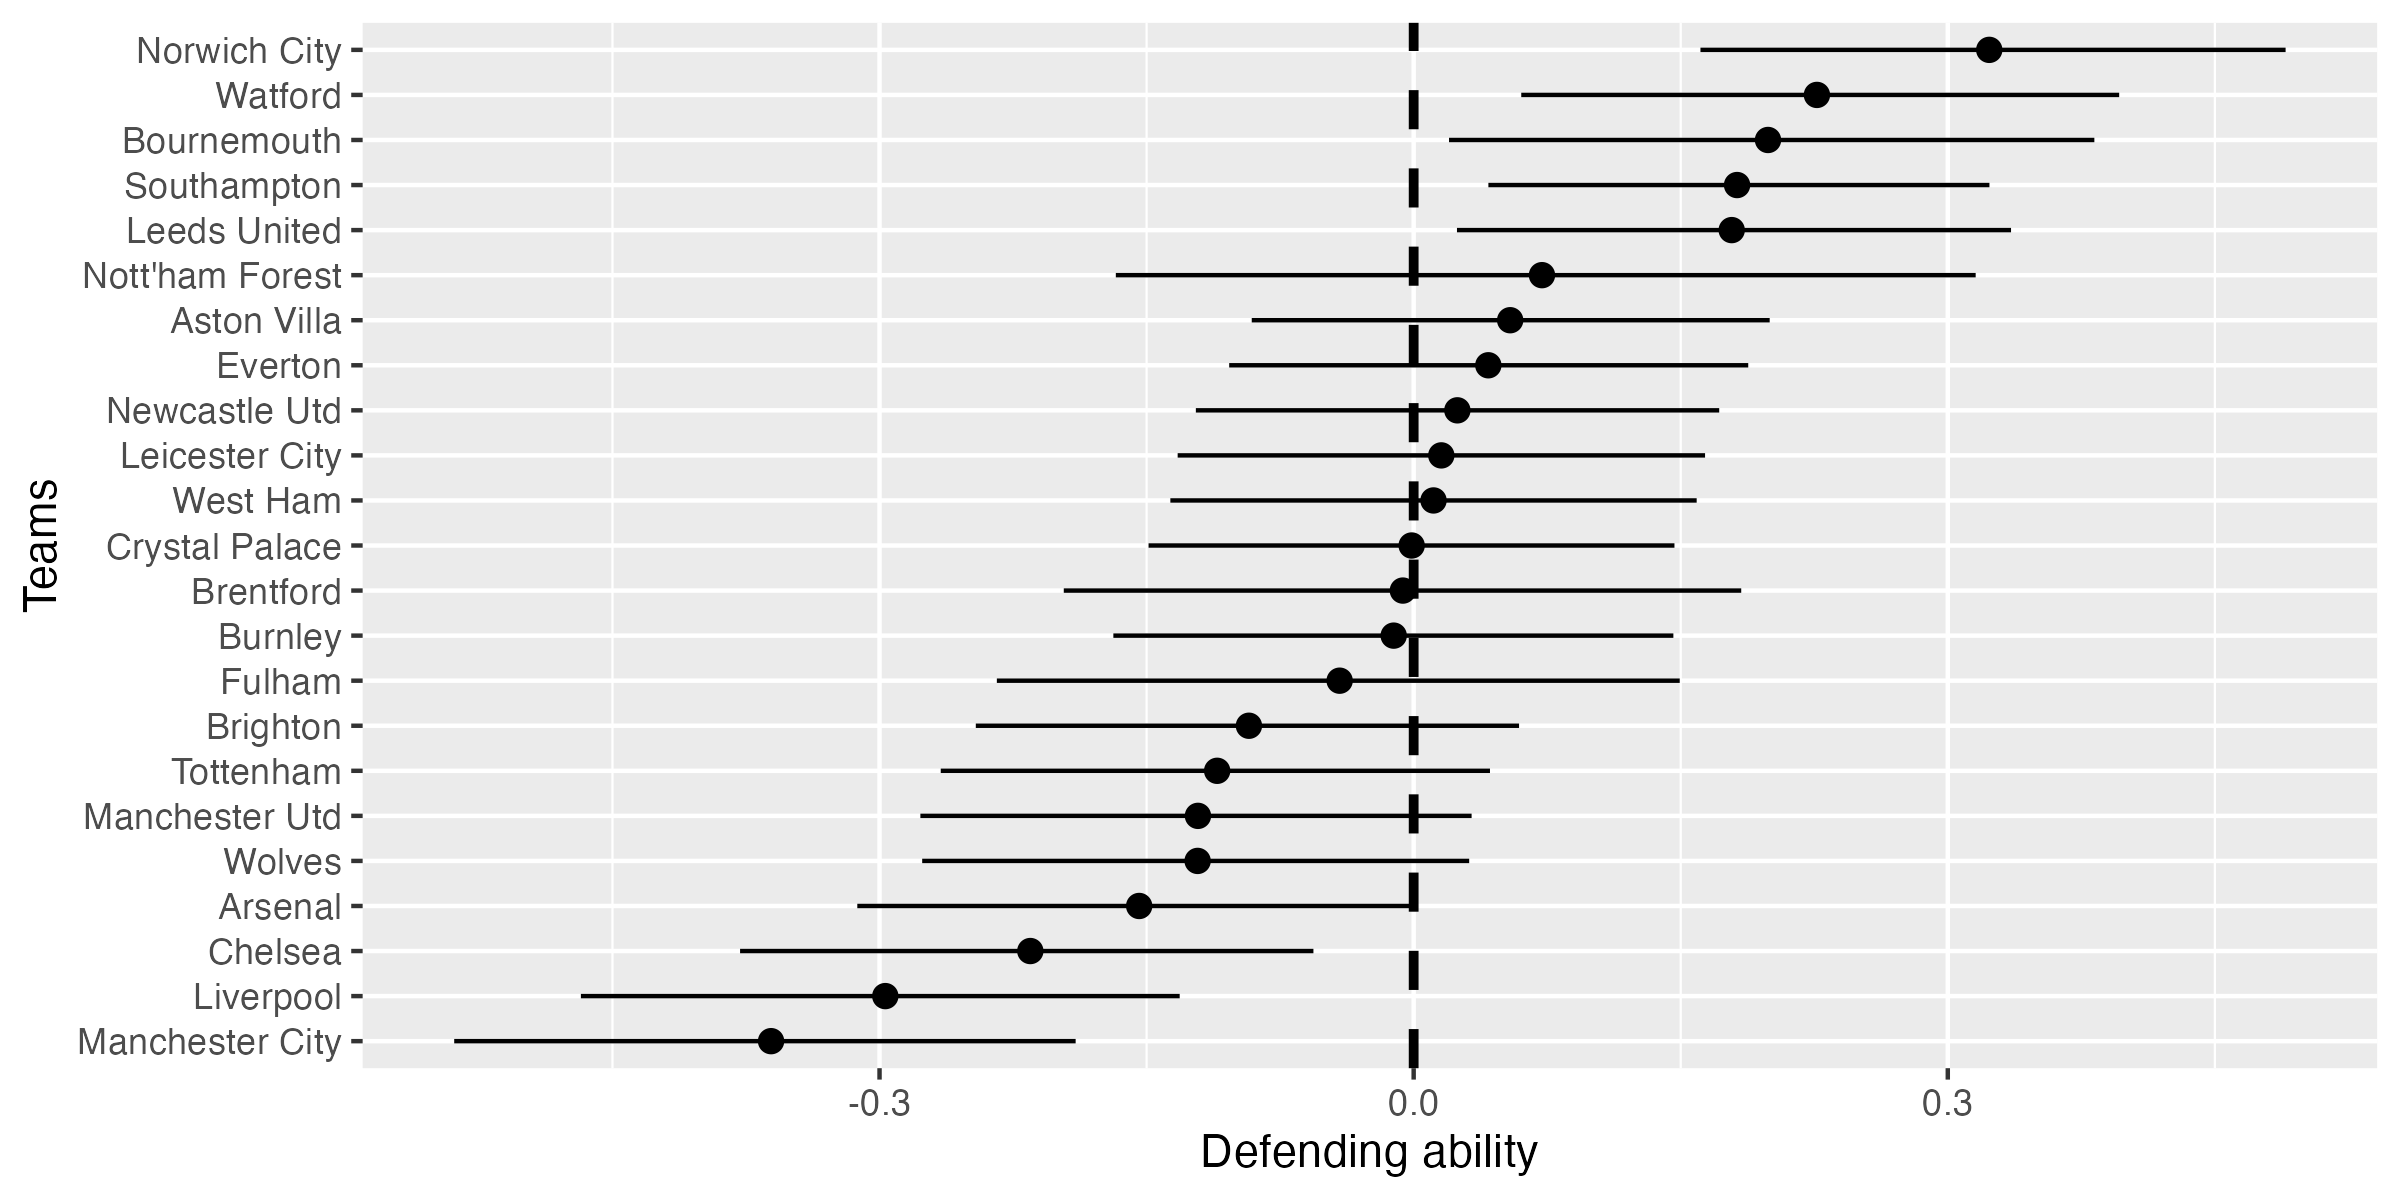 Norwich City
Watford
Bournemouth
Southampton
Leeds United
Nott'ham Forest
Aston Villa
Everton
Newcastle Utd
Leicester City
West Ham
Crystal Palace
Brentford
Burnley
Fulham
Brighton
Tottenham
Manchester Utd
Wolves
Arsenal
Chelsea
Liverpool
Manchester City
Teams
-0.3 0.0 0.3
Defending ability